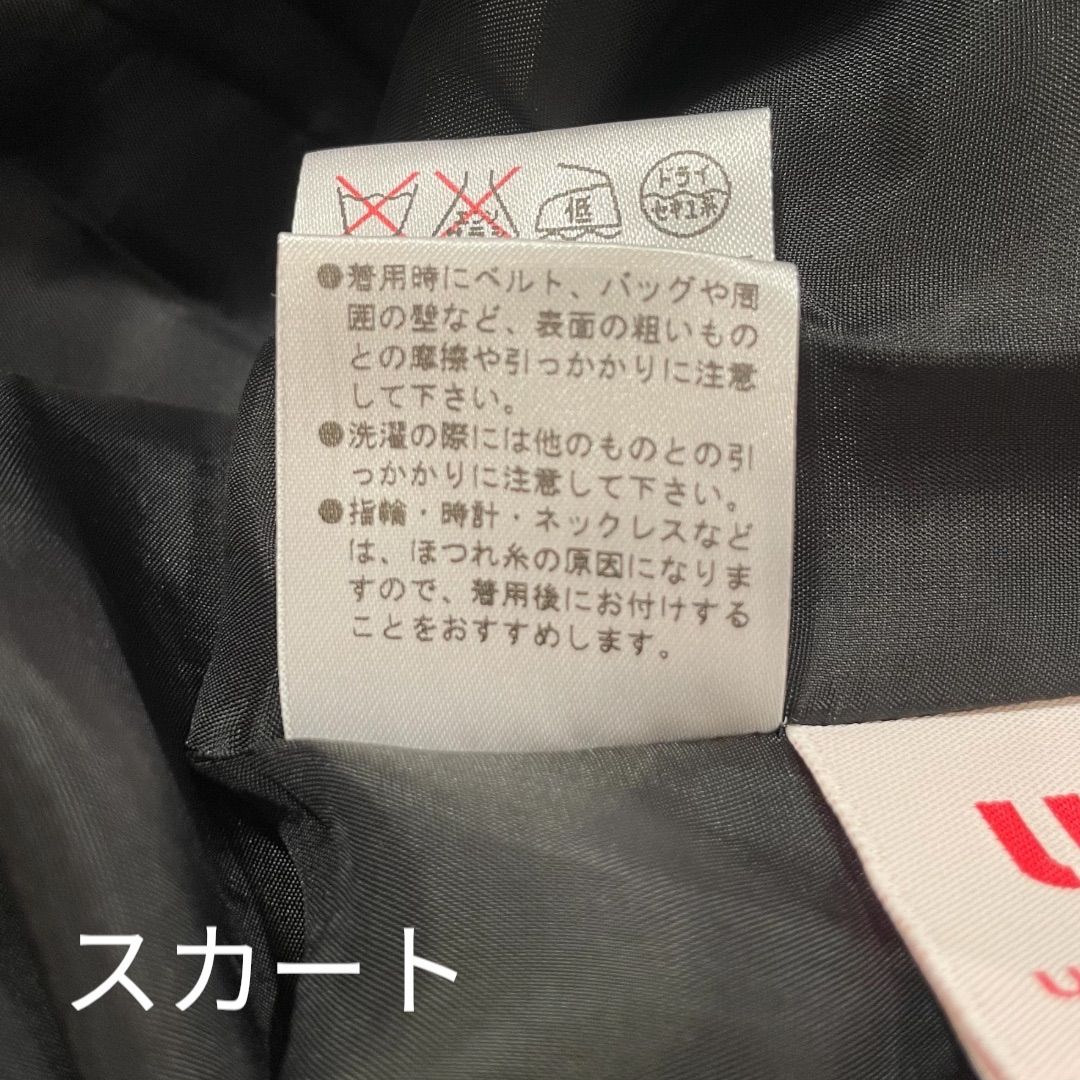 エンソ
サラシ
低
ドライ
セキユ系
●着用時にベルト、バッグや周
囲の壁など、表面の粗いもの
との摩擦や引っかかりに注意
して下さい。
●洗濯の際には他のものとの引
っかかりに注意して下さい。
●指輪・時計・ネックレスなど
は、ほつれ糸の原因になりま
すので、着用後にお付けする
ことをおすすめします。
スカート